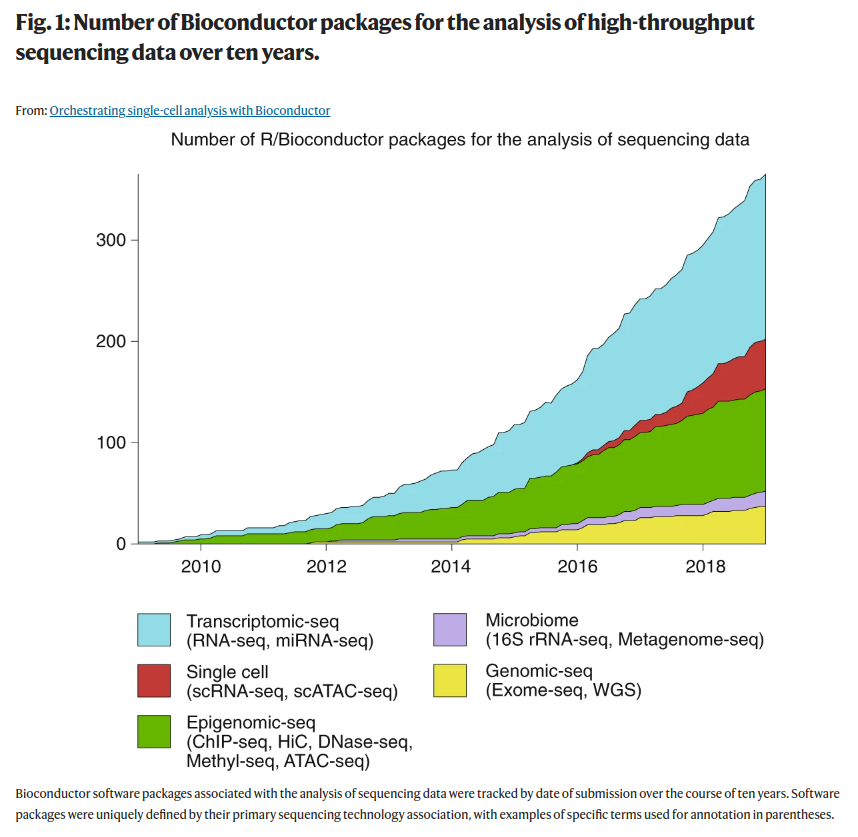 Fig. 1: Number of Bioconductor packages for the analysis of high-throughput
sequencing data over ten years.
From: Orchestrating single-cell analysis with Bioconductor
Number of R/Bioconductor packages for the analysis of sequencing data
300
200
100
0
2010 2012 2014 2016 2018
Transcriptomic-seq
(RNA-seq, miRNA-seq)
Single cell
(scRNA-seq, scATAC-seq)
Epigenomic-seq
(ChIP-seq, HiC, DNase-seq,
Methyl-seq, ATAC-seq)
Microbiome
(16S rRNA-seq, Metagenome-seq)
Genomic-seq
(Exome-seq, WGS)
Bioconductor software packages associated with the analysis of sequencing data were tracked by date of submission over the course of ten years. Software
packages were uniquely defined by their primary sequencing technology association, with examples of specific terms used for annotation in parentheses.